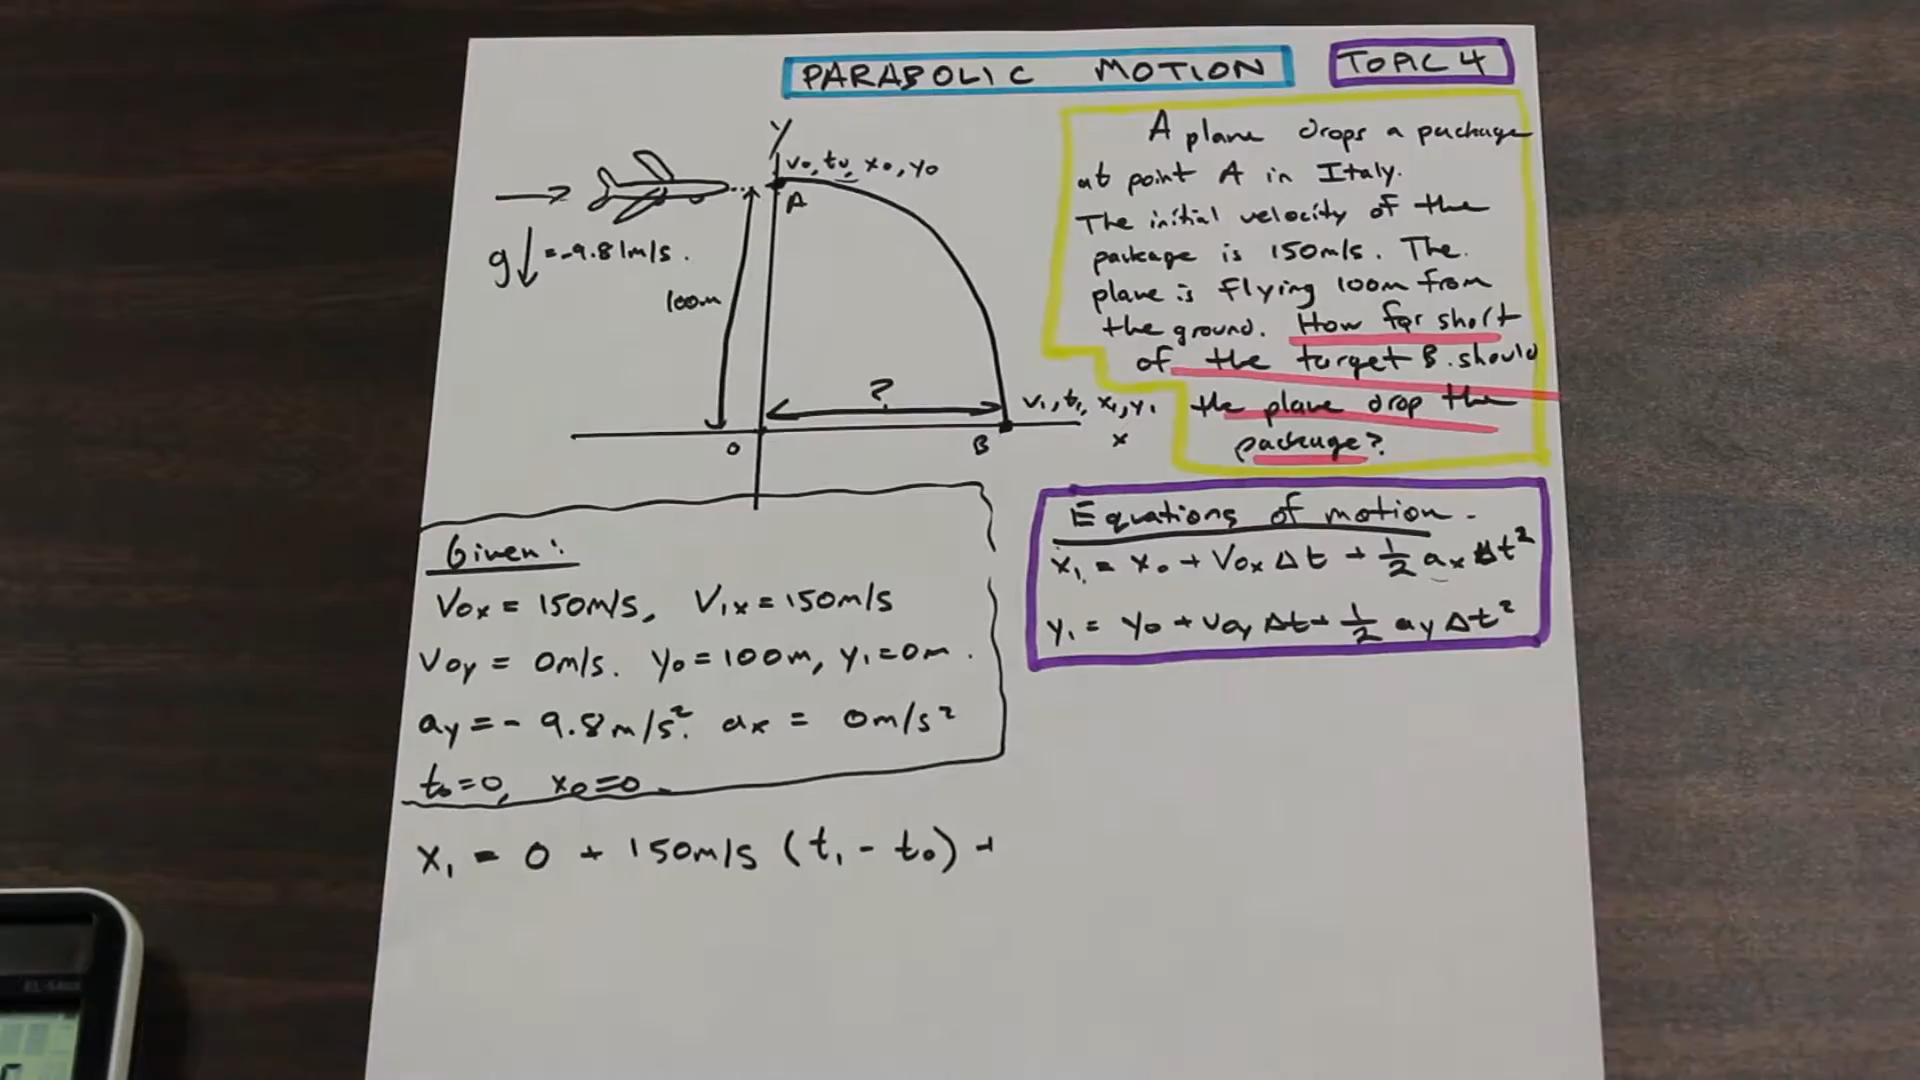 PARABOLIC MOTION
TOPIC 4
A plane drops a package
at point A in Italy.
The initial velocity of the
package is 150m/s. The
plane is flying 100m from
the ground. How far short
of the target B. should
the plane drop the
package?
Y
v₀, t₀, x₀, y₀
A
g↓ = -9.81m/s.
100m
?
O
B
v₁, t₁, x₁, y₁
x
Given:
V₀x = 150m/s, V₁x = 150m/s
V₀y = 0m/s. y₀ = 100m, y₁ = 0m.
ay = - 9.8m/s². ax = 0m/s²
t₀=0, x₀=0.
x₁ = 0 + 150m/s (t₁ - t₀) +
Equations of motion.
x₁ = x₀ + V₀x Δt + ½ ax Δt²
y₁ = y₀ + v₀y Δt + ½ ay Δt²